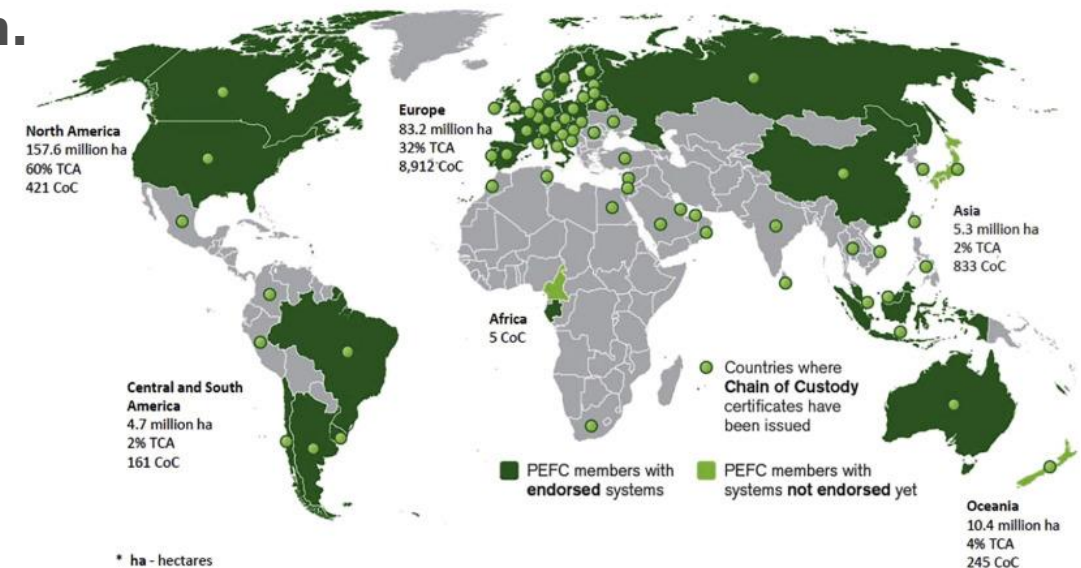 n.
North America
157.6 million ha
60% TCA
421 CoC
Europe
83.2 million ha
32% TCA
8,912 CoC
Asia
5.3 million ha
2% TCA
833 CoC
Africa
5 CoC
Central and South
America
4.7 million ha
2% TCA
161 CoC
Countries where
Chain of Custody
certificates have
been issued
PEFC members with
endorsed systems
PEFC members with
systems not endorsed yet
Oceania
10.4 million ha
4% TCA
245 CoC
* ha - hectares